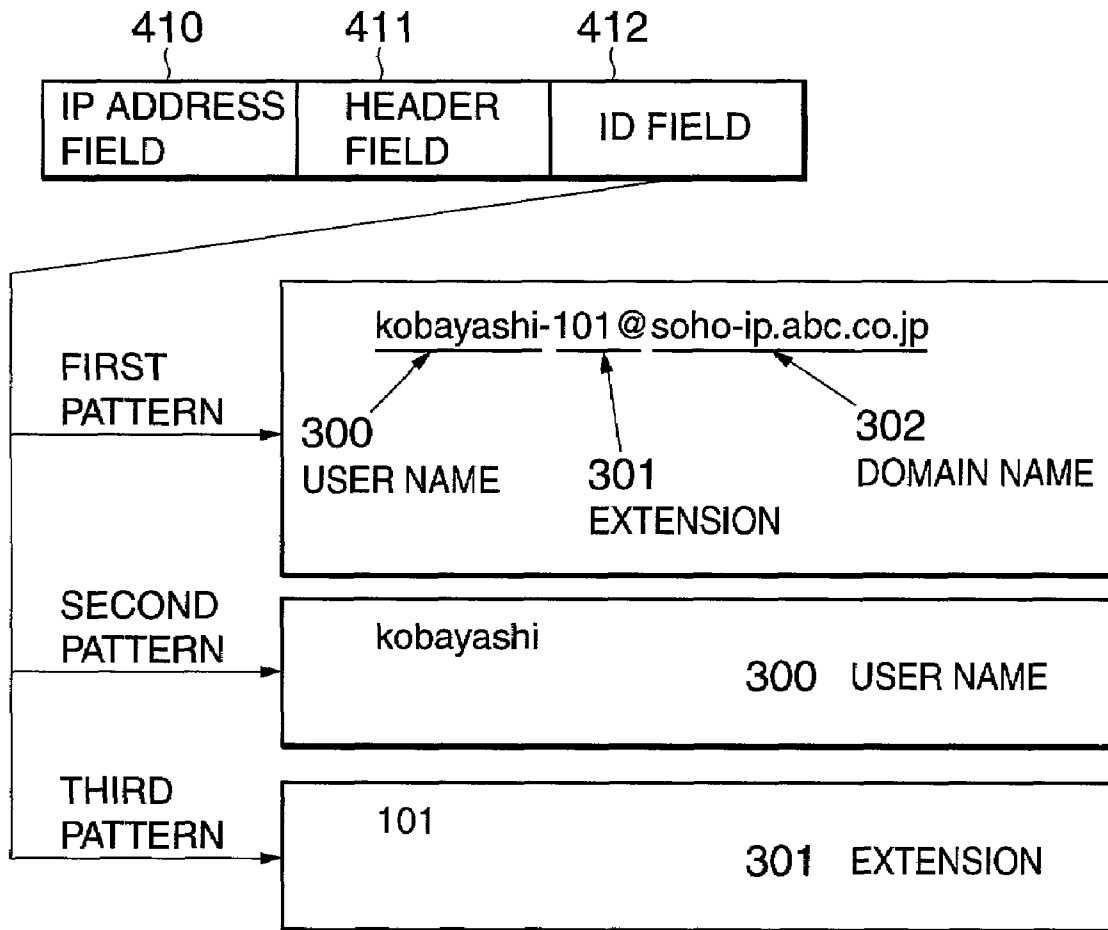 410 411 412
IP ADDRESS FIELD HEADER FIELD ID FIELD
kobayashi-101@soho-ip.abc.co.jp
FIRST
PATTERN
300
USER NAME
301
EXTENSION
302
DOMAIN NAME
SECOND
PATTERN
kobayashi
300 USER NAME
THIRD
PATTERN
101
301 EXTENSION